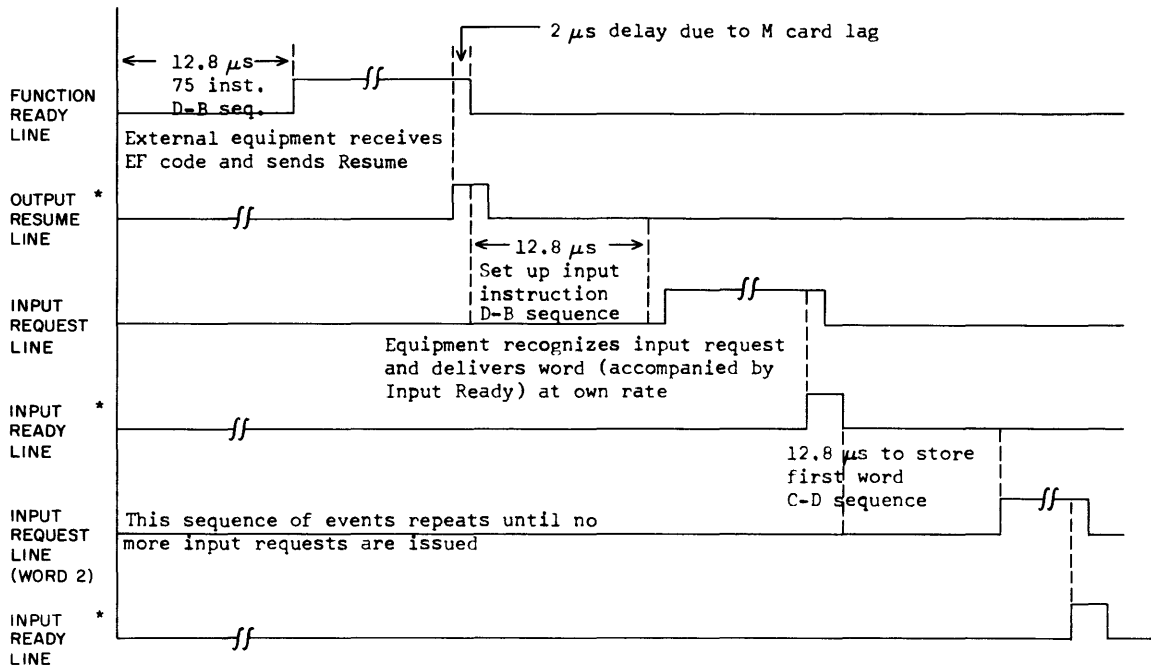 2 μs delay due to M card lag
12.8 μs
75 inst.
D-B seq.
FUNCTION
READY
LINE
External equipment receives
EF code and sends Resume
OUTPUT *
RESUME
LINE
12.8 μs
Set up input
instruction
D-B sequence
INPUT
REQUEST
LINE
Equipment recognizes input request
and delivers word (accompanied by
Input Ready) at own rate
INPUT *
READY
LINE
12.8 μs to store
first word
C-D sequence
INPUT
REQUEST
LINE
(WORD 2)
This sequence of events repeats until no
more input requests are issued
INPUT *
READY
LINE